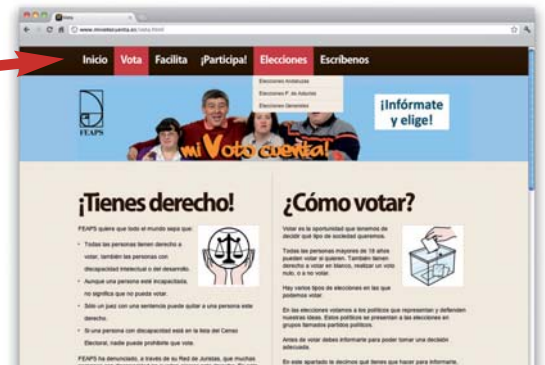 Vota
www.mivotocuenta.es/vota.html
Inicio Vota Facilita ¡Participa! Elecciones Escríbenos
Elecciones Andaluzas
Elecciones P. de Asturias
Elecciones Generales
FEAPS
mi Voto cuenta!
¡Infórmate
y elige!
¡Tienes derecho!
FEAPS quiere que todo el mundo sepa que:
• Todas las personas tienen derecho a
votar, también las personas con
discapacidad intelectual o del desarrollo.
• Aunque una persona esté incapacitada,
no significa que no puede votar.
• Sólo un juez con una sentencia puede quitar a una persona este
derecho.
• Si una persona con discapacidad está en la lista del Censo
Electoral, nadie puede prohibirle que vote.
FEAPS ha denunciado, a través de su Red de Juristas, que muchas
¿Cómo votar?
Votar es la oportunidad que tenemos de
decidir qué tipo de sociedad queremos.
Todas las personas mayores de 18 años
pueden votar si quieren. También tienen
derecho a votar en blanco, realizar un voto
nulo, o a no votar.
Hay varios tipos de elecciones en las que
podemos votar.
En las elecciones votamos a los políticos que representan y defienden
nuestras ideas. Estos políticos se presentan a las elecciones en
grupos llamados partidos políticos.
Antes de votar debes informarte para poder tomar una decisión
adecuada.
En este apartado te decimos qué tienes que hacer para informarte,